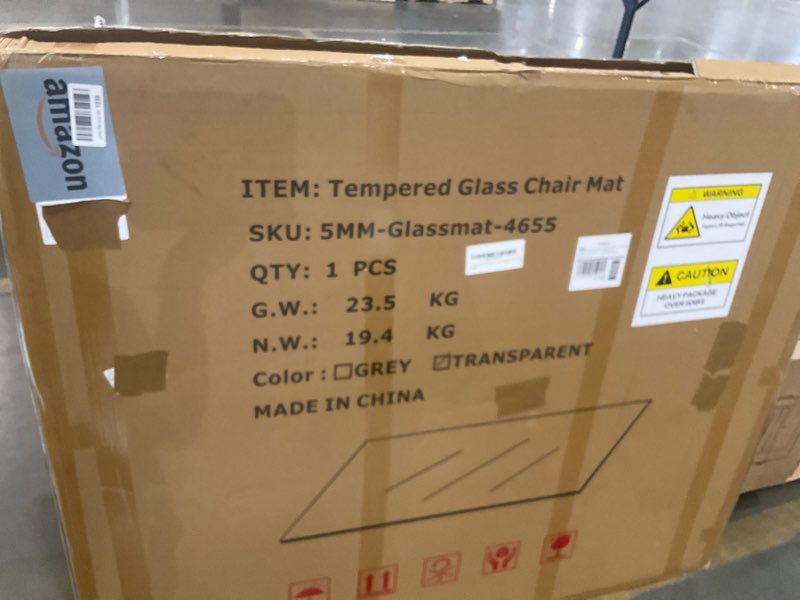 amazon
ITEM: Tempered Glass Chair Mat
SKU: 5MM-Glassmat-4655
QTY: 1 PCS
G.W.: 23.5 KG
N.W.: 19.4 KG
Color : GREY TRANSPARENT
MADE IN CHINA
WARNING
Heavy Object
CAUTION
HEAVY PACKAGE